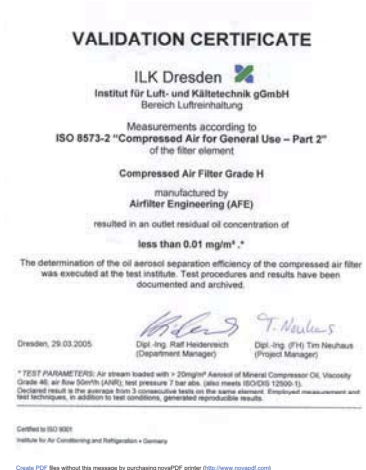 VALIDATION CERTIFICATE
ILK Dresden
Institut für Luft- und Kältetechnik gGmbH
Bereich Luftreinhaltung
Measurements according to
ISO 8573-2 "Compressed Air for General Use – Part 2"
of the filter element
Compressed Air Filter Grade H
manufactured by
Airfilter Engineering (AFE)
resulted in an outlet residual oil concentration of
less than 0.01 mg/m³ .*
The determination of the oil aerosol separation efficiency of the compressed air filter
was executed at the test institute. Test procedures and results have been
documented and archived.
T. Neuhaus
Dresden, 29.03.2005
Dipl.-Ing. Ralf Heidenreich
(Department Manager)
Dipl.-Ing. (FH) Tim Neuhaus
(Project Manager)
* TEST PARAMETERS: Air stream loaded with > 20mg/m³ Aerosol of Mineral Compressor Oil, Viscosity
Grade 46, air flow 50m³/h (ANR); test pressure 7 bar abs. (also meets ISO/DIS 12500-1).
Declared result is the average from 3 consecutive tests on the same element. Employed measurement and
test techniques, in addition to test conditions, generated reproducible results.
Certified to ISO 9001
Institute for Air Conditioning and Refrigeration • Germany
Create PDF files without this message by purchasing novaPDF printer (http://www.novapdf.com)